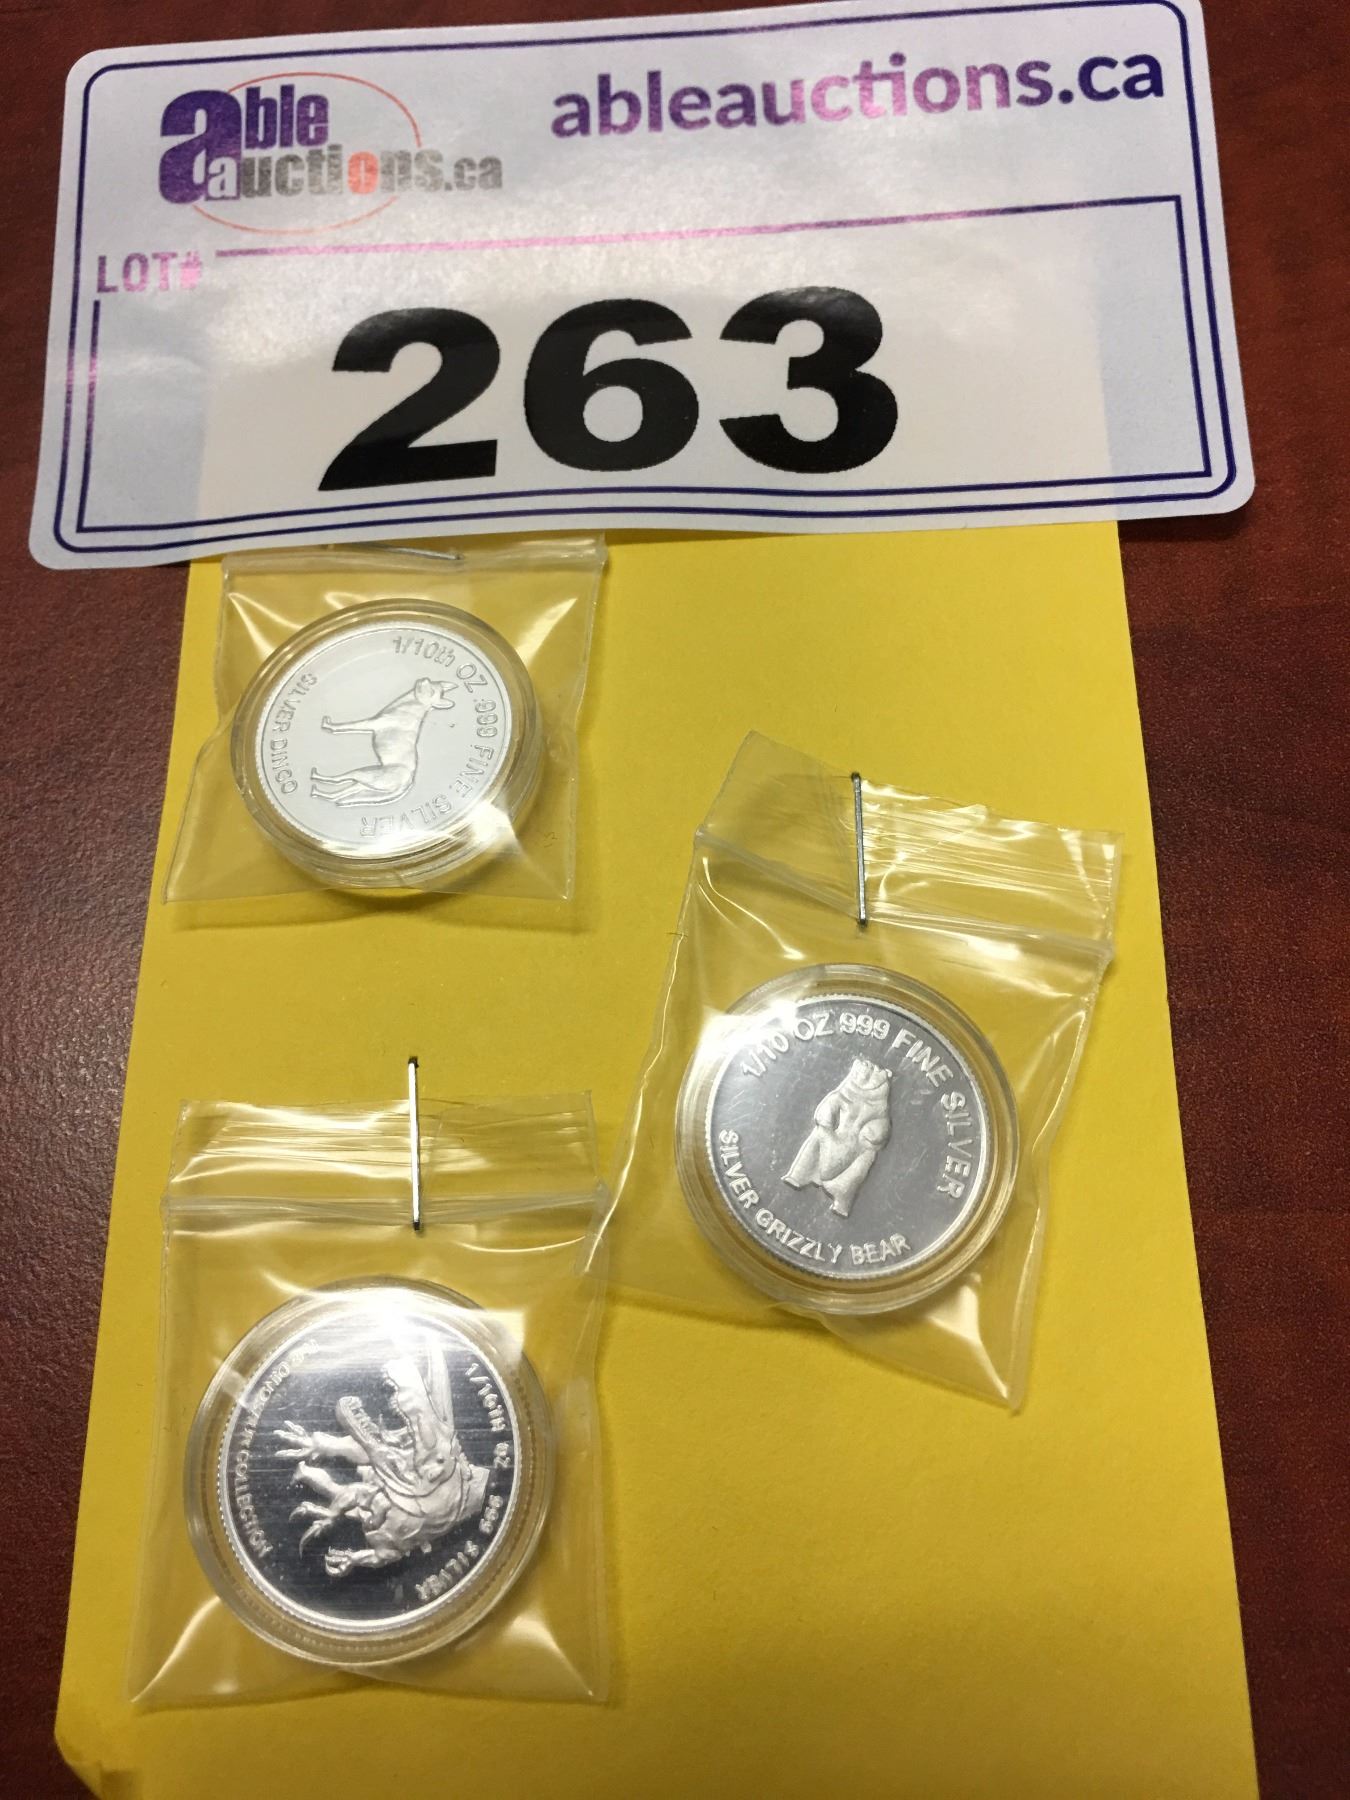 able
auctions.ca
ableauctions.ca
LOT#
263
1/10th OZ .999 FINE SILVER
SILVER DINGO
1/10 OZ 999 FINE SILVER
SILVER GRIZZLY BEAR
1/10TH OZ 999 SILVER
COLLECTION